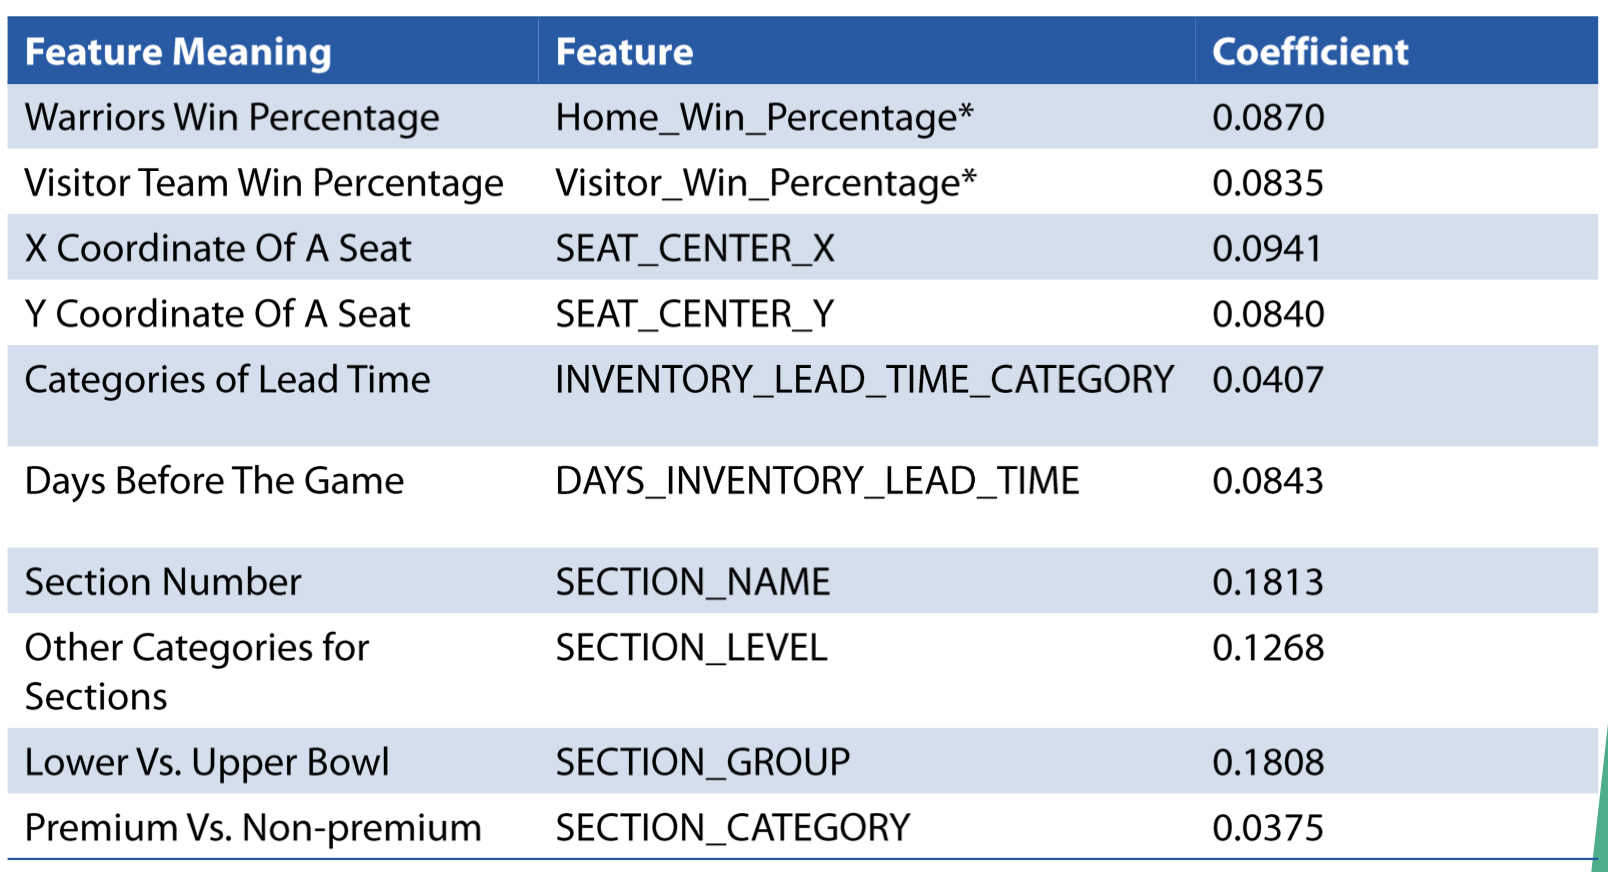 Feature Meaning Feature Coefficient
Warriors Win Percentage Home_Win_Percentage* 0.0870
Visitor Team Win Percentage Visitor_Win_Percentage* 0.0835
X Coordinate Of A Seat SEAT_CENTER_X 0.0941
Y Coordinate Of A Seat SEAT_CENTER_Y 0.0840
Categories of Lead Time INVENTORY_LEAD_TIME_CATEGORY 0.0407
Days Before The Game DAYS_INVENTORY_LEAD_TIME 0.0843
Section Number SECTION_NAME 0.1813
Other Categories for SECTION_LEVEL 0.1268
Sections
Lower Vs. Upper Bowl SECTION_GROUP 0.1808
Premium Vs. Non-premium SECTION_CATEGORY 0.0375